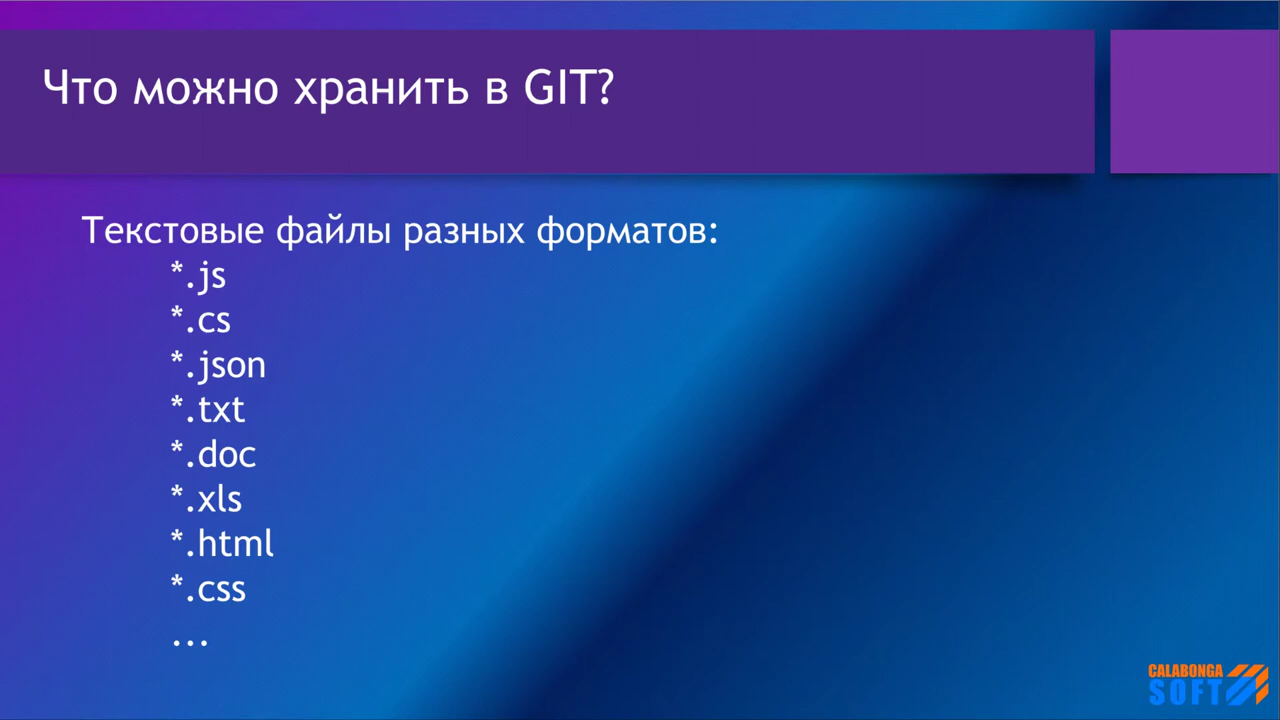 Что можно хранить в GIT?
Текстовые файлы разных форматов:
*.js
*.cs
*.json
*.txt
*.doc
*.xls
*.html
*.css
...
CALABONGA
SOFT